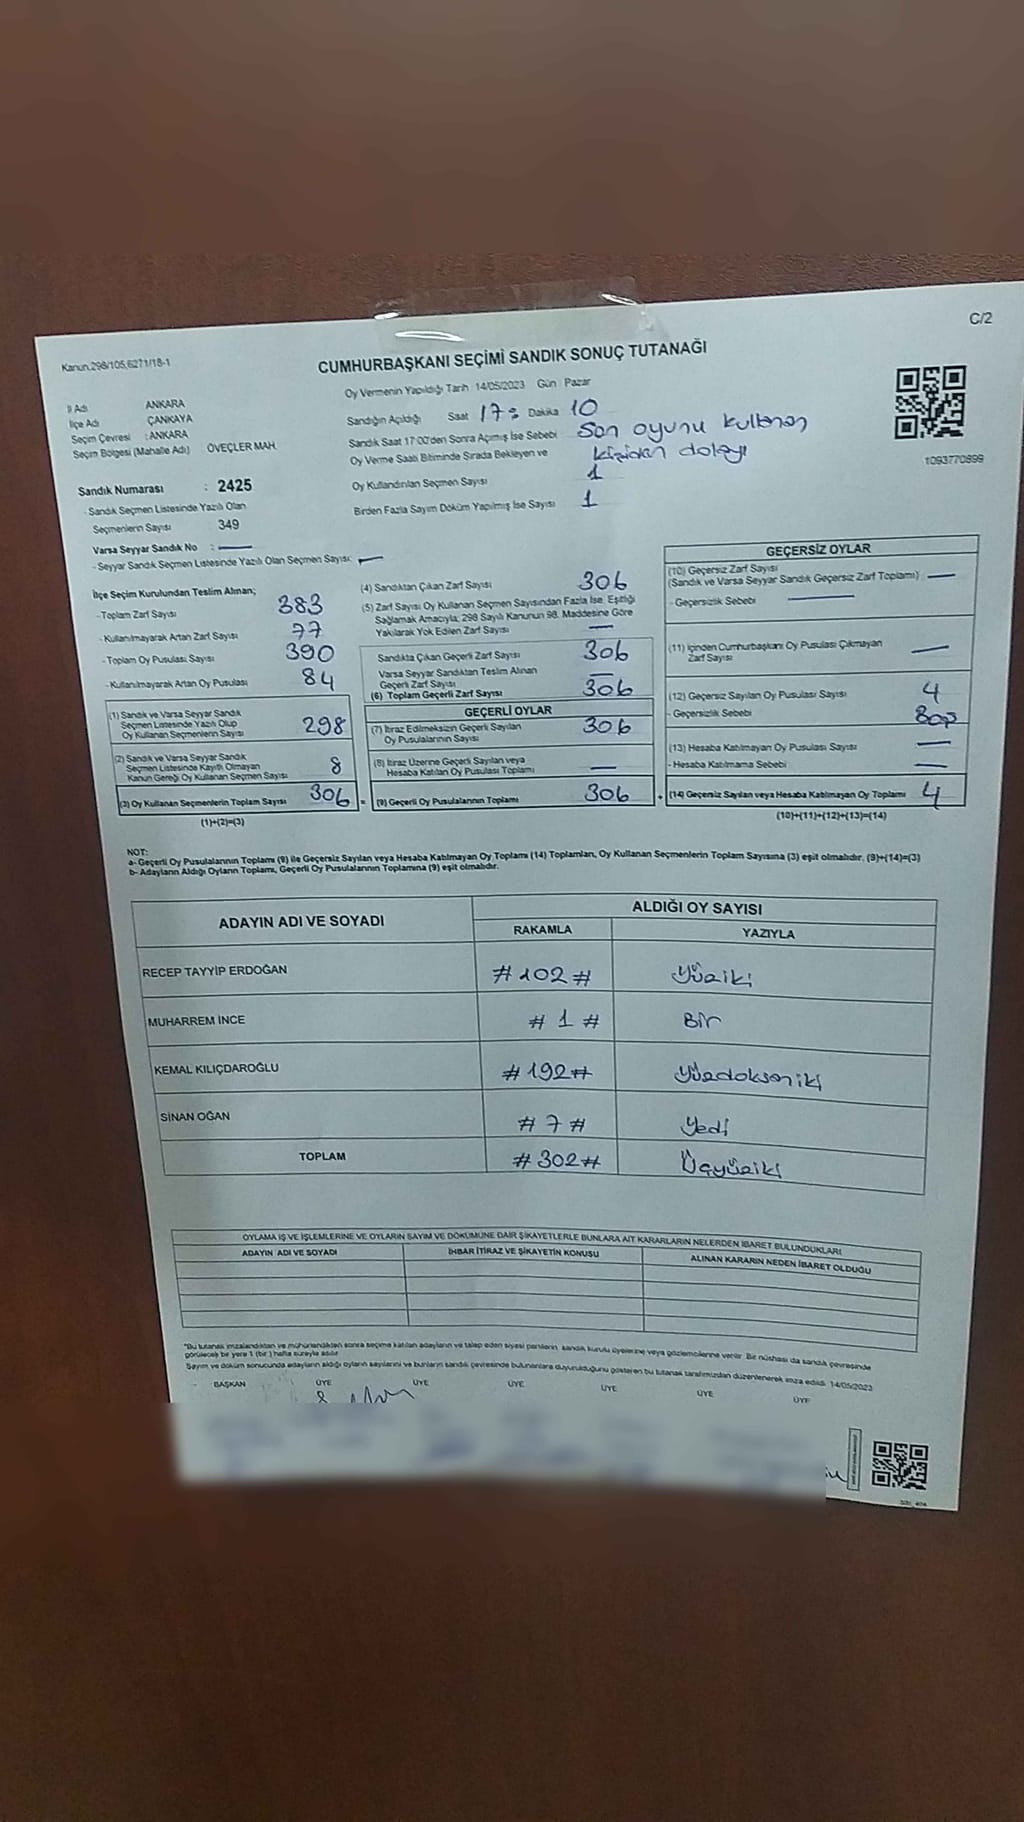 C/2
Kanun.298/105,6271/18-1
CUMHURBAŞKANI SEÇİMİ SANDIK SONUÇ TUTANAĞI
İl Adı ANKARA
İlçe Adı ÇANKAYA
Seçim Çevresi : ANKARA
Seçim Bölgesi (Mahalle Adı) ÖVEÇLER MAH.
Sandık Numarası : 2425
- Sandık Seçmen Listesinde Yazılı Olan
Seçmenlerin Sayısı 349
Varsa Seyyar Sandık No : —
- Seyyar Sandık Seçmen Listesinde Yazılı Olan Seçmen Sayısı: —
Oy Vermenin Yapıldığı Tarih 14/05/2023 Gün Pazar
Sandığın Açıldığı Saat 17: Dakika 10
Sandık Saat 17:00'den Sonra Açımış İse Sebebi Son oyunu kullanan
kişiden dolayı
Oy Verme Saati Bitiminde Sırada Bekleyen ve
Oy Kullandırılan Seçmen Sayısı 1
Birden Fazla Sayım Döküm Yapılmış İse Sayısı 1
1093770899
İlçe Seçim Kurulundan Teslim Alınan;
- Toplam Zarf Sayısı 383
- Kullanılmayarak Artan Zarf Sayısı 77
- Toplam Oy Pusulası Sayısı 390
- Kullanılmayarak Artan Oy Pusulası 84
(1) Sandık ve Varsa Seyyar Sandık
Seçmen Listesinde Yazılı Olup
Oy Kullanan Seçmenlerin Sayısı 298
(2) Sandık ve Varsa Seyyar Sandık
Seçmen Listesinde Kayıtlı Olmayan
Kanun Gereği Oy Kullanan Seçmen Sayısı 8
(3) Oy Kullanan Seçmenlerin Toplam Sayısı 306
(1)+(2)=(3)
(4) Sandıktan Çıkan Zarf Sayısı 306
(5) Zarf Sayısı Oy Kullanan Seçmen Sayısından Fazla İse, Eşitliği
Sağlamak Amacıyla; 298 Sayılı Kanunun 98. Maddesine Göre
Yakılarak Yok Edilen Zarf Sayısı —
Sandıkta Çıkan Geçerli Zarf Sayısı 306
Varsa Seyyar Sandıktan Teslim Alınan
Geçerli Zarf Sayısı —
(6) Toplam Geçerli Zarf Sayısı 306
GEÇERLİ OYLAR
(7) İtiraz Edilmeksizin Geçerli Sayılan
Oy Pusulalarının Sayısı 306
(8) İtiraz Üzerine Geçerli Sayılan veya
Hesaba Katılan Oy Pusulası Toplamı —
= (9) Geçerli Oy Pusulalarının Toplamı 306
GEÇERSİZ OYLAR
(10) Geçersiz Zarf Sayısı
(Sandık ve Varsa Seyyar Sandık Geçersiz Zarf Toplamı) —
- Geçersizlik Sebebi —
(11) İçinden Cumhurbaşkanı Oy Pusulası Çıkmayan
Zarf Sayısı —
(12) Geçersiz Sayılan Oy Pusulası Sayısı 4
- Geçersizlik Sebebi Boş
(13) Hesaba Katılmayan Oy Pusulası Sayısı —
- Hesaba Katılmama Sebebi —
+ (14) Geçersiz Sayılan veya Hesaba Katılmayan Oy Toplamı 4
(10)+(11)+(12)+(13)=(14)
NOT:
a- Geçerli Oy Pusulalarının Toplamı (9) ile Geçersiz Sayılan veya Hesaba Katılmayan Oy Toplamı (14) Toplamları, Oy Kullanan Seçmenlerin Toplam Sayısına (3) eşit olmalıdır. (9)+(14)=(3)
b- Adayların Aldığı Oyların Toplamı, Geçerli Oy Pusulalarının Toplamına (9) eşit olmalıdır.
ADAYIN ADI VE SOYADI ALDIĞI OY SAYISI
RAKAMLA YAZIYLA
RECEP TAYYİP ERDOĞAN #102# Yüziki
MUHARREM İNCE #1# Bir
KEMAL KILIÇDAROĞLU #192# Yüzdoksaniki
SİNAN OĞAN #7# Yedi
TOPLAM #302# Üçyüziki
OYLAMA İŞ VE İŞLEMLERİNE VE OYLARIN SAYIM VE DÖKÜMÜNE DAİR ŞİKAYETLERLE BUNLARA AİT KARARLARIN NELERDEN İBARET BULUNDUKLARI
ADAYIN ADI VE SOYADI İHBAR İTİRAZ VE ŞİKAYETİN KONUSU ALINAN KARARIN NEDEN İBARET OLDUĞU
*Bu tutanak imzalandıktan ve mühürlendikten sonra seçime katılan adayların ve talep eden siyasi partilerin sandık kurulu üyelerine veya gözlemcilerine verilir. Bir nüshası da sandık çevresinde
görülecek bir yere 1 (bir) hafta süreyle asılır.
Sayım ve döküm sonucunda adayların aldığı oyların sayılarını ve bunların sandık çevresinde bulunanlara duyurulduğunu gösteren bu tutanak tarafımızdan düzenlenerek imza edildi. 14/05/2023
BAŞKAN ÜYE ÜYE ÜYE ÜYE ÜYE ÜYE